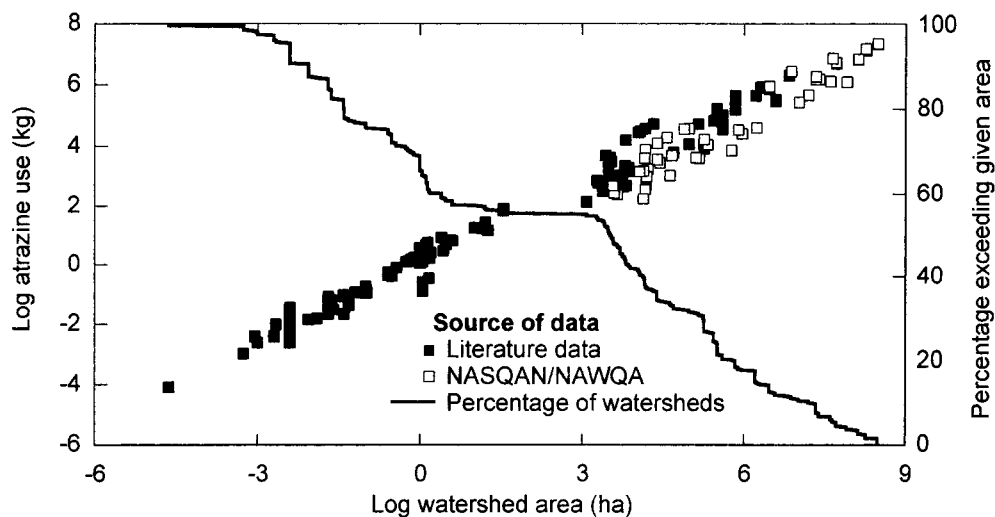 8
6
4
2
0
-2
-4
-6
Log atrazine use (kg)
100
80
60
40
20
0
Percentage exceeding given area
Source of data
Literature data
NASQAN/NAWQA
Percentage of watersheds
-6
-3
0
3
6
9
Log watershed area (ha)